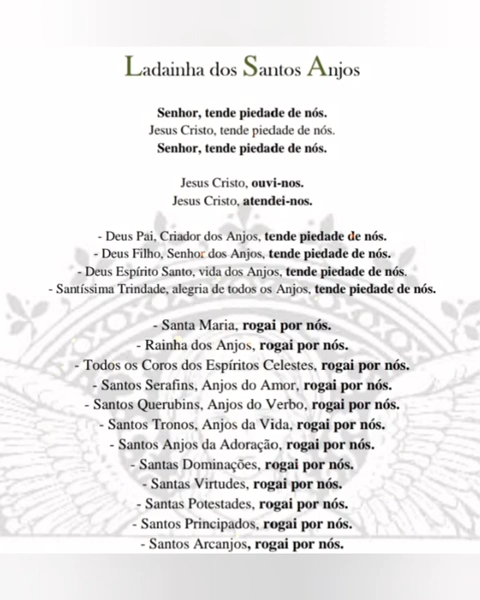 Ladainha dos Santos Anjos
Senhor, tende piedade de nós.
Jesus Cristo, tende piedade de nós.
Senhor, tende piedade de nós.
Jesus Cristo, ouvi-nos.
Jesus Cristo, atendei-nos.
- Deus Pai, Criador dos Anjos, tende piedade de nós.
- Deus Filho, Senhor dos Anjos, tende piedade de nós.
- Deus Espírito Santo, vida dos Anjos, tende piedade de nós.
- Santíssima Trindade, alegria de todos os Anjos, tende piedade de nós.
- Santa Maria, rogai por nós.
- Rainha dos Anjos, rogai por nós.
- Todos os Coros dos Espíritos Celestes, rogai por nós.
- Santos Serafins, Anjos do Amor, rogai por nós.
- Santos Querubins, Anjos do Verbo, rogai por nós.
- Santos Tronos, Anjos da Vida, rogai por nós.
- Santos Anjos da Adoração, rogai por nós.
- Santas Dominações, rogai por nós.
- Santas Virtudes, rogai por nós.
- Santas Potestades, rogai por nós.
- Santos Principados, rogai por nós.
- Santos Arcanjos, rogai por nós.